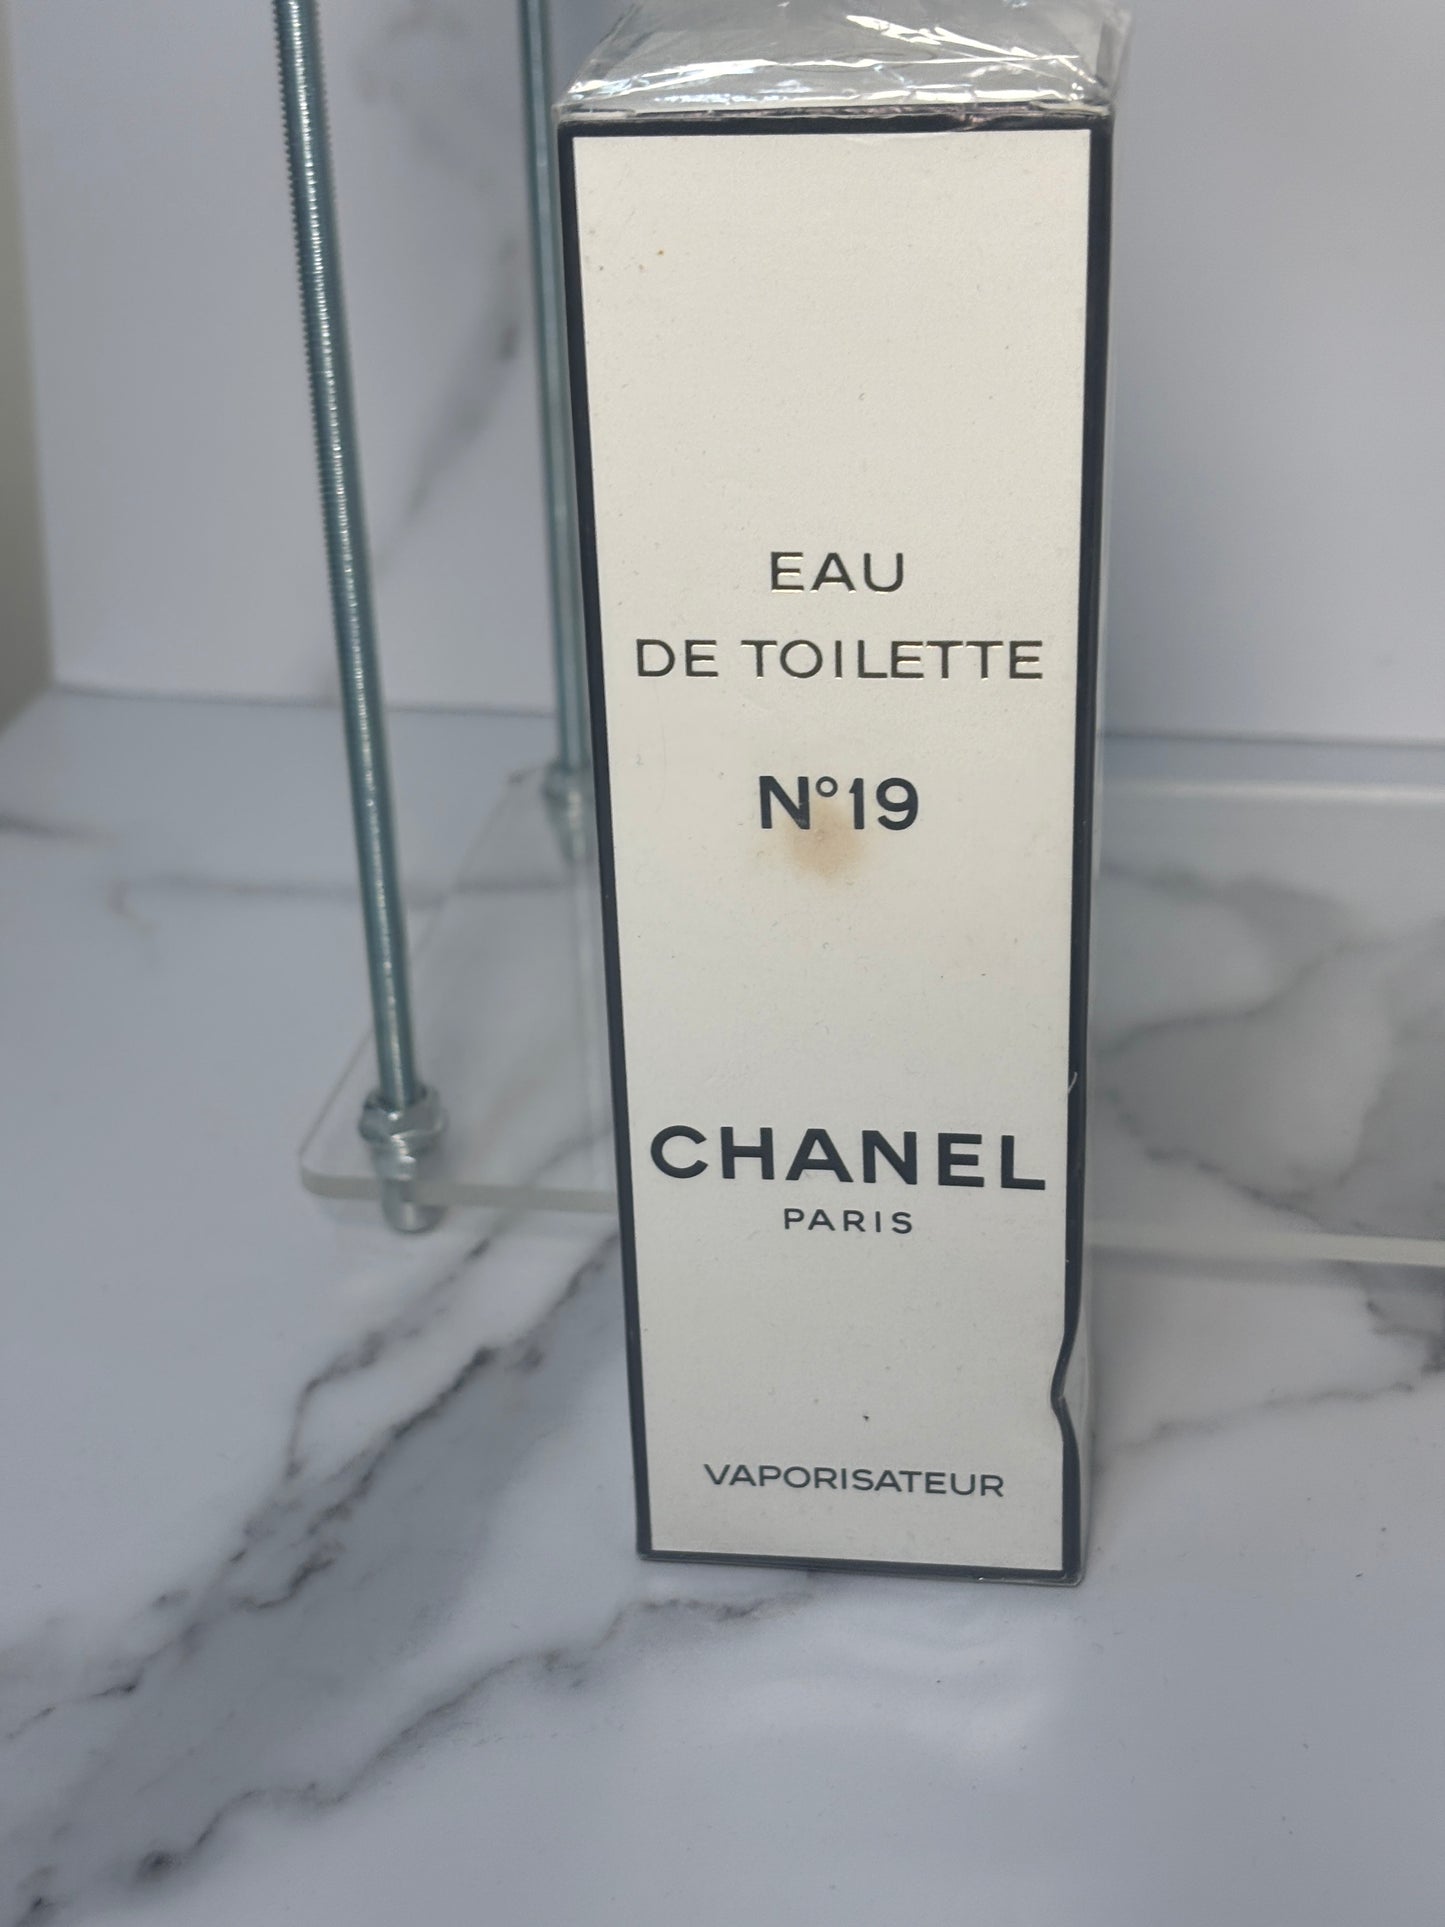 EAU
DE TOILETTE
N°19
CHANEL
PARIS
VAPORISATEUR